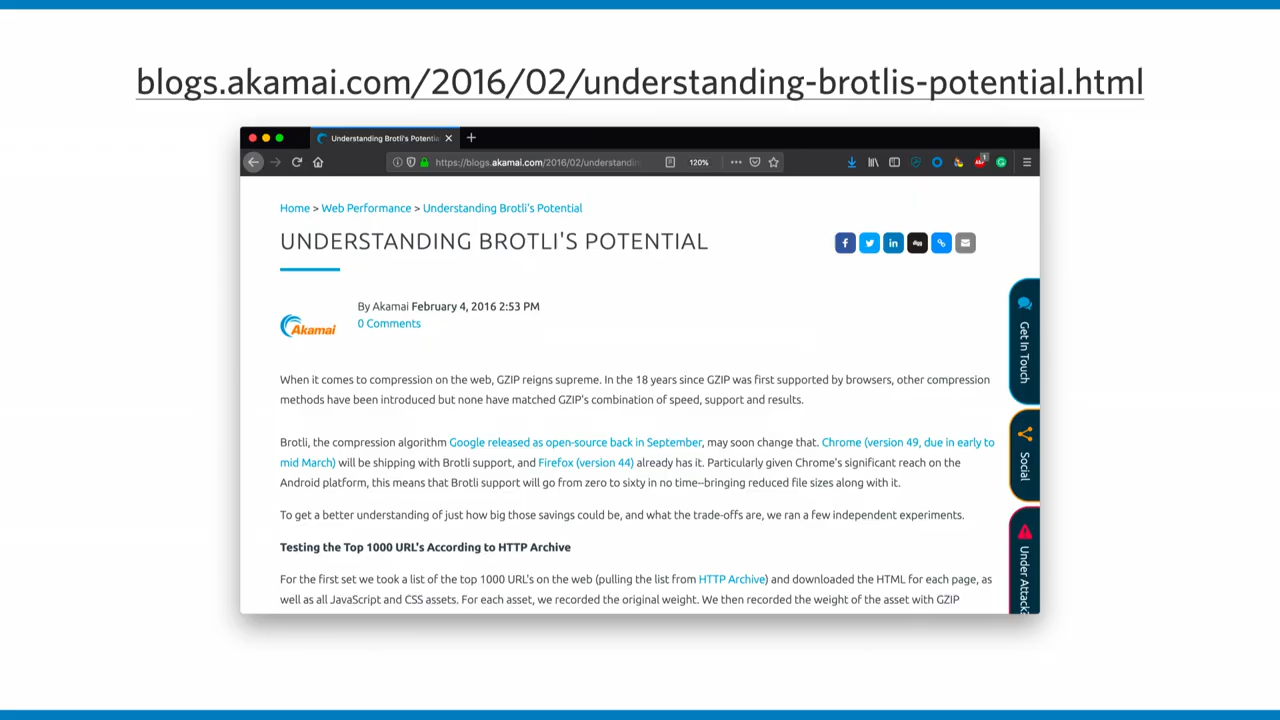 blogs.akamai.com/2016/02/understanding-brotlis-potential.html
Understanding Brotli's Potentia
https://blogs.akamai.com/2016/02/understandin
120%
Home > Web Performance > Understanding Brotli's Potential
UNDERSTANDING BROTLI'S POTENTIAL
By Akamai February 4, 2016 2:53 PM
0 Comments
Akamai
When it comes to compression on the web, GZIP reigns supreme. In the 18 years since GZIP was first supported by browsers, other compression
methods have been introduced but none have matched GZIP's combination of speed, support and results.
Brotli, the compression algorithm Google released as open-source back in September, may soon change that. Chrome (version 49, due in early to
mid March) will be shipping with Brotli support, and Firefox (version 44) already has it. Particularly given Chrome's significant reach on the
Android platform, this means that Brotli support will go from zero to sixty in no time--bringing reduced file sizes along with it.
To get a better understanding of just how big those savings could be, and what the trade-offs are, we ran a few independent experiments.
Testing the Top 1000 URL's According to HTTP Archive
For the first set we took a list of the top 1000 URL's on the web (pulling the list from HTTP Archive) and downloaded the HTML for each page, as
well as all JavaScript and CSS assets. For each asset, we recorded the original weight. We then recorded the weight of the asset with GZIP
Get In Touch
Social
Under Attack?